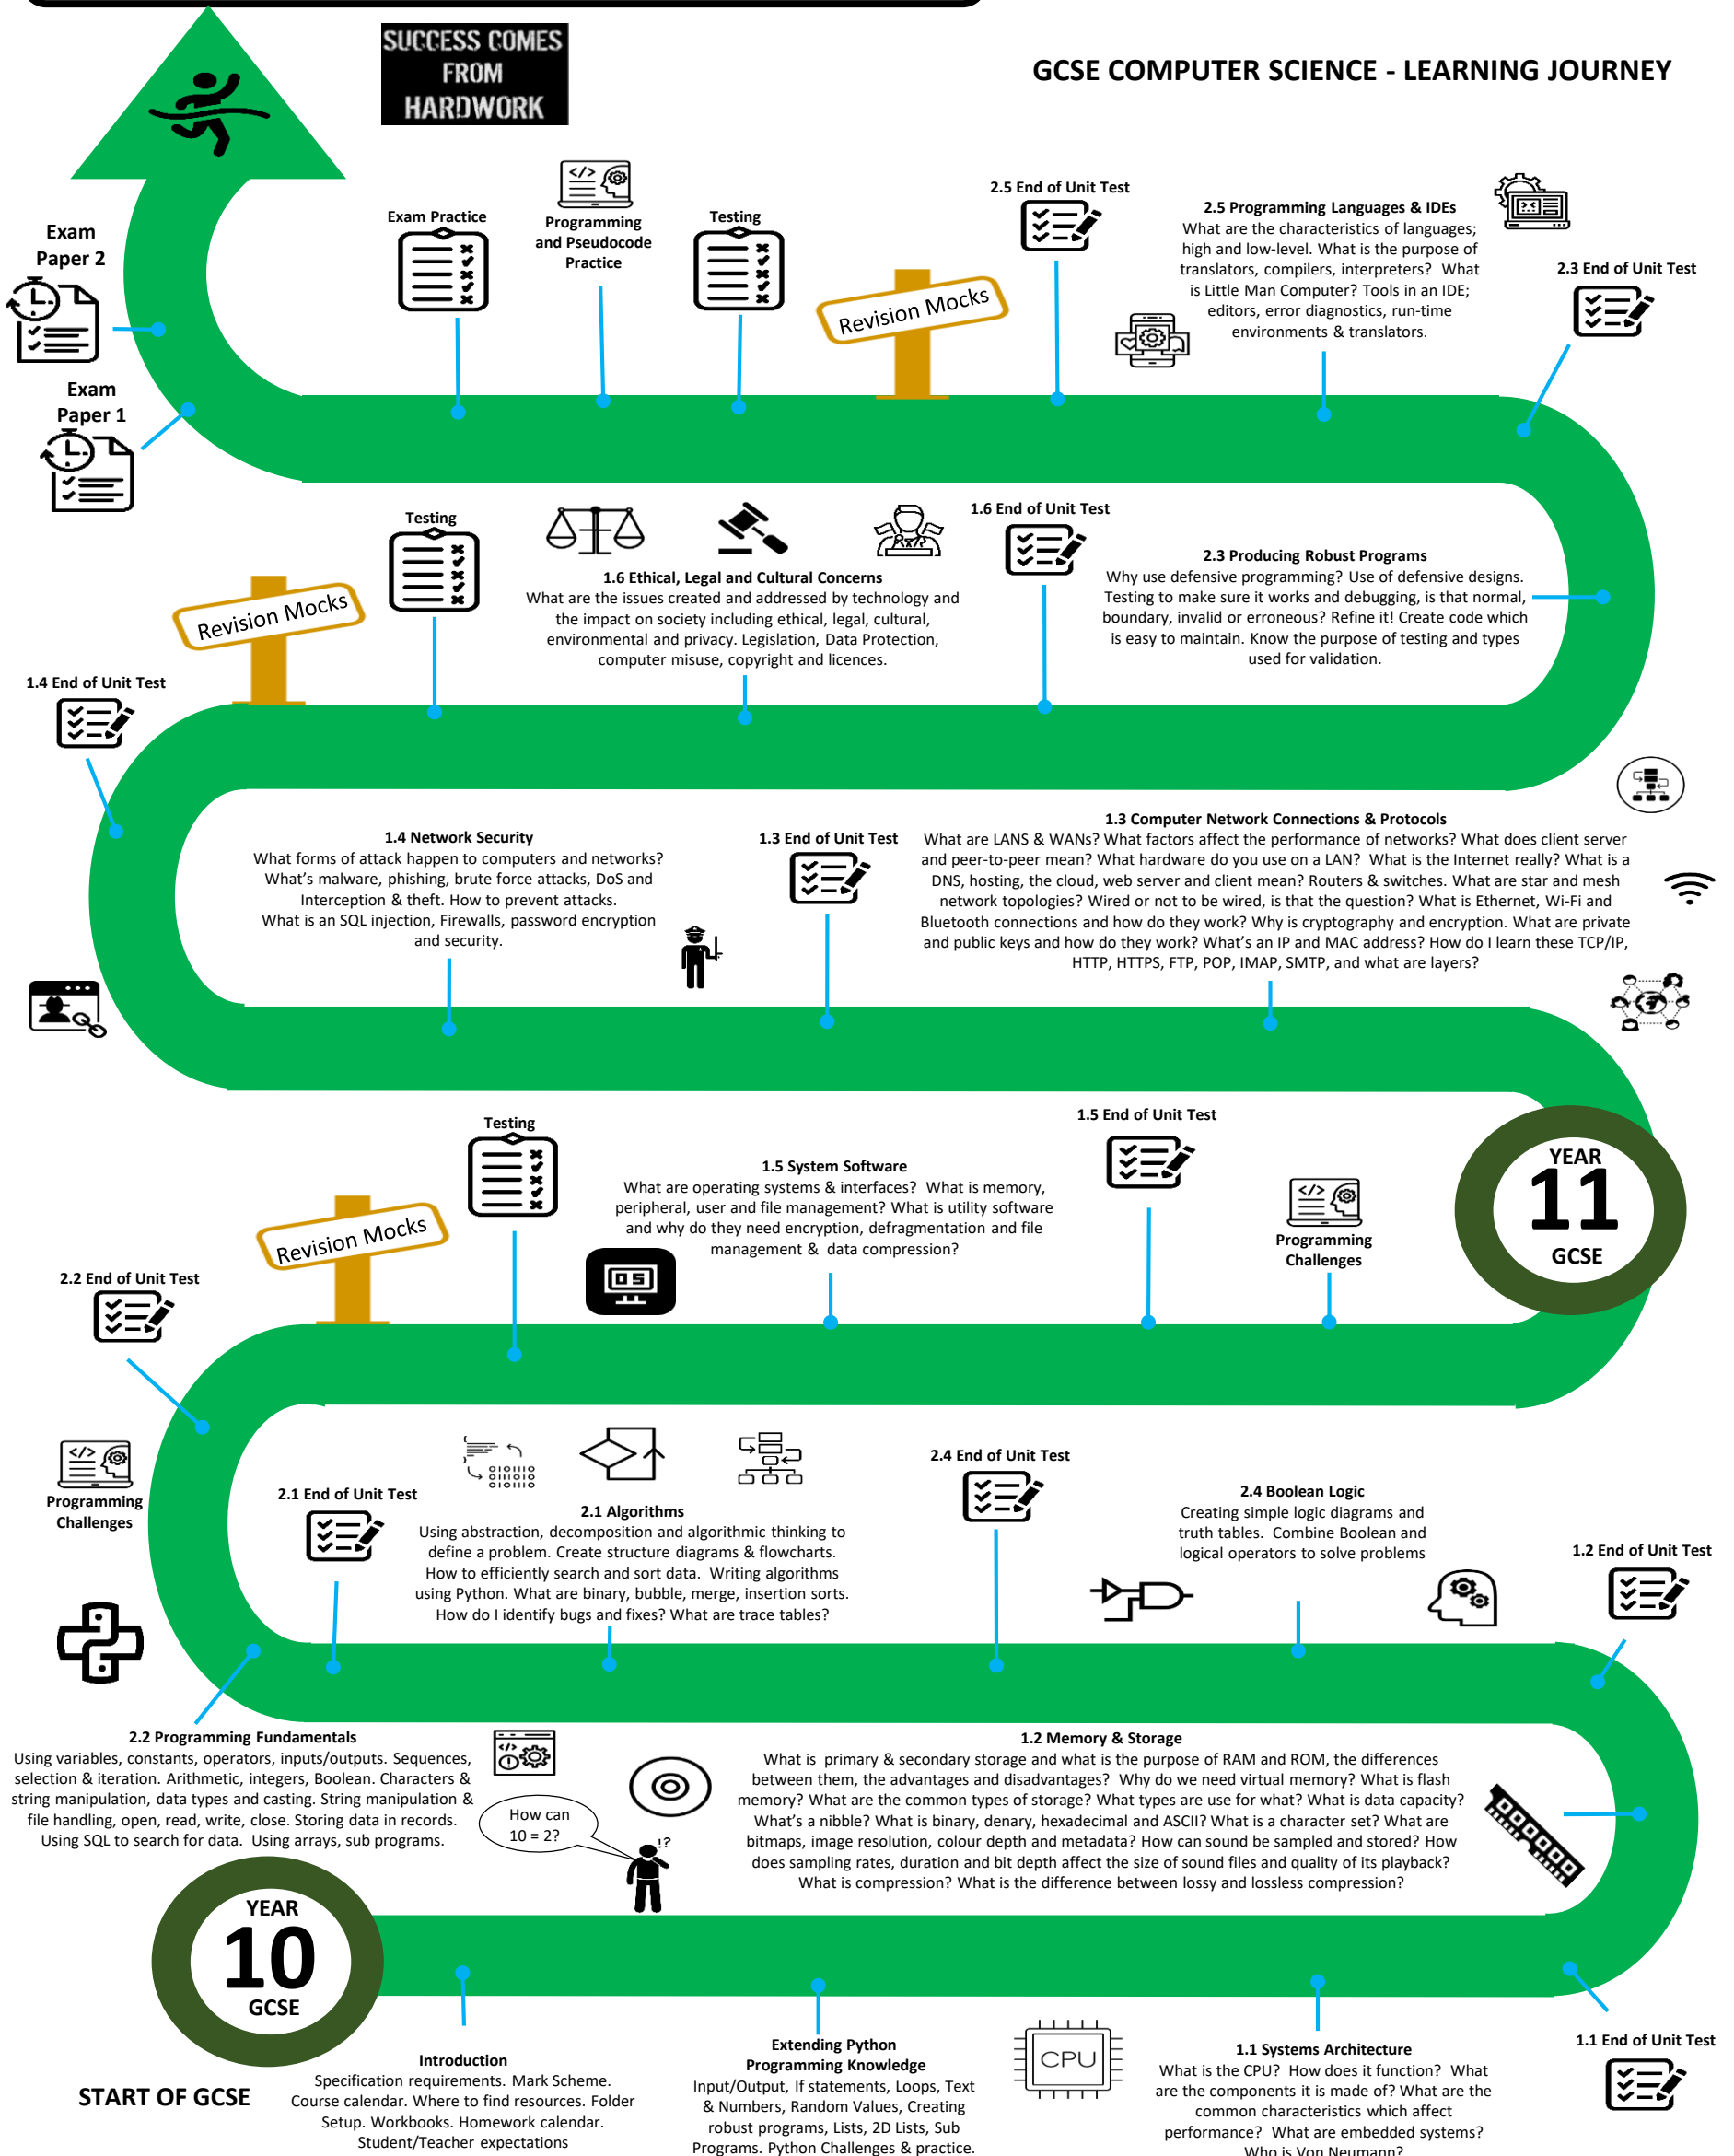 SUCCESS COMES
FROM
HARDWORK
GCSE COMPUTER SCIENCE - LEARNING JOURNEY
Exam
Paper 2
Exam
Paper 1
Exam Practice
Programming
and Pseudocode
Practice
Testing
Revision Mocks
2.5 End of Unit Test
2.5 Programming Languages & IDEs
What are the characteristics of languages;
high and low-level. What is the purpose of
translators, compilers, interpreters?  What
is Little Man Computer? Tools in an IDE;
editors, error diagnostics, run-time
environments & translators.
2.3 End of Unit Test
Revision Mocks
Testing
1.6 Ethical, Legal and Cultural Concerns
What are the issues created and addressed by technology and
the impact on society including ethical, legal, cultural,
environmental and privacy. Legislation, Data Protection,
computer misuse, copyright and licences.
1.6 End of Unit Test
2.3 Producing Robust Programs
Why use defensive programming? Use of defensive designs.
Testing to make sure it works and debugging, is that normal,
boundary, invalid or erroneous? Refine it! Create code which
is easy to maintain. Know the purpose of testing and types
used for validation.
1.4 End of Unit Test
1.4 Network Security
What forms of attack happen to computers and networks?
What's malware, phishing, brute force attacks, DoS and
Interception & theft. How to prevent attacks.
What is an SQL injection, Firewalls, password encryption
and security.
1.3 End of Unit Test
1.3 Computer Network Connections & Protocols
What are LANS & WANs? What factors affect the performance of networks? What does client server
and peer-to-peer mean? What hardware do you use on a LAN?  What is the Internet really? What is a
DNS, hosting, the cloud, web server and client mean? Routers & switches. What are star and mesh
network topologies? Wired or not to be wired, is that the question? What is Ethernet, Wi-Fi and
Bluetooth connections and how do they work? Why is cryptography and encryption. What are private
and public keys and how do they work? What's an IP and MAC address? How do I learn these TCP/IP,
HTTP, HTTPS, FTP, POP, IMAP, SMTP, and what are layers?
2.2 End of Unit Test
Revision Mocks
Testing
1.5 System Software
What are operating systems & interfaces?  What is memory,
peripheral, user and file management? What is utility software
and why do they need encryption, defragmentation and file
management &  data compression?
OS
1.5 End of Unit Test
Programming
Challenges
YEAR
11
GCSE
Programming
Challenges
2.1 End of Unit Test
010110
011010
010110
2.1 Algorithms
Using abstraction, decomposition and algorithmic thinking to
define a problem. Create structure diagrams & flowcharts.
How to efficiently search and sort data.  Writing algorithms
using Python. What are binary, bubble, merge, insertion sorts.
How do I identify bugs and fixes? What are trace tables?
2.4 End of Unit Test
2.4 Boolean Logic
Creating simple logic diagrams and
truth tables.  Combine Boolean and
logical operators to solve problems
1.2 End of Unit Test
2.2 Programming Fundamentals
Using variables, constants, operators, inputs/outputs. Sequences,
selection & iteration. Arithmetic, integers, Boolean. Characters &
string manipulation, data types and casting. String manipulation &
file handling, open, read, write, close. Storing data in records.
Using SQL to search for data.  Using arrays, sub programs.
How can
10 = 2?
!?
1.2 Memory & Storage
What is  primary & secondary storage and what is the purpose of RAM and ROM, the differences
between them, the advantages and disadvantages?  Why do we need virtual memory? What is flash
memory? What are the common types of storage? What types are use for what? What is data capacity?
What's a nibble? What is binary, denary, hexadecimal and ASCII? What is a character set? What are
bitmaps, image resolution, colour depth and metadata? How can sound be sampled and stored? How
does sampling rates, duration and bit depth affect the size of sound files and quality of its playback?
What is compression? What is the difference between lossy and lossless compression?
YEAR
10
GCSE
START OF GCSE
Introduction
Specification requirements. Mark Scheme.
Course calendar. Where to find resources. Folder
Setup. Workbooks. Homework calendar.
Student/Teacher expectations
Extending Python
Programming Knowledge
Input/Output, If statements, Loops, Text
& Numbers, Random Values, Creating
robust programs, Lists, 2D Lists, Sub
Programs. Python Challenges & practice.
CPU
1.1 Systems Architecture
What is the CPU?  How does it function?  What
are the components it is made of? What are the
common characteristics which affect
performance?  What are embedded systems?
Who is Von Neumann?
1.1 End of Unit Test